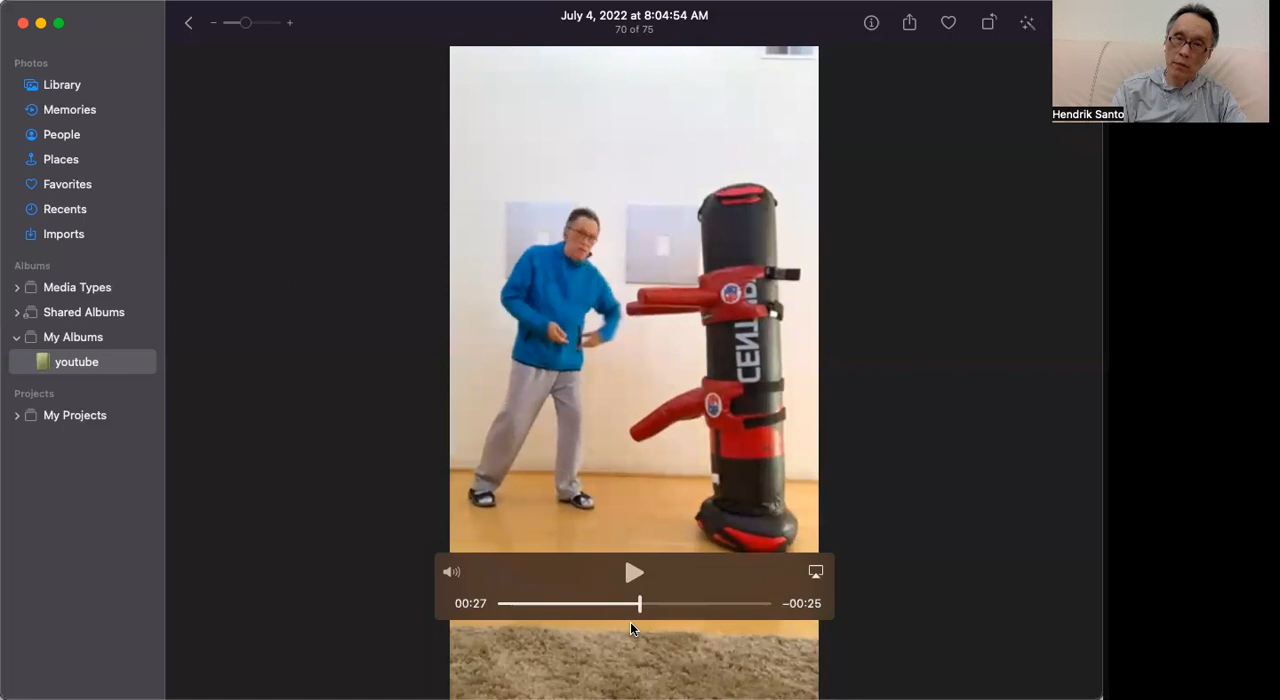 July 4, 2022 at 8:04:54 AM
70 of 75
Photos
Library
Memories
People
Places
Favorites
Recents
Imports
Albums
Media Types
Shared Albums
My Albums
youtube
Projects
My Projects
Hendrik Santo
CENT
00:27
–00:25